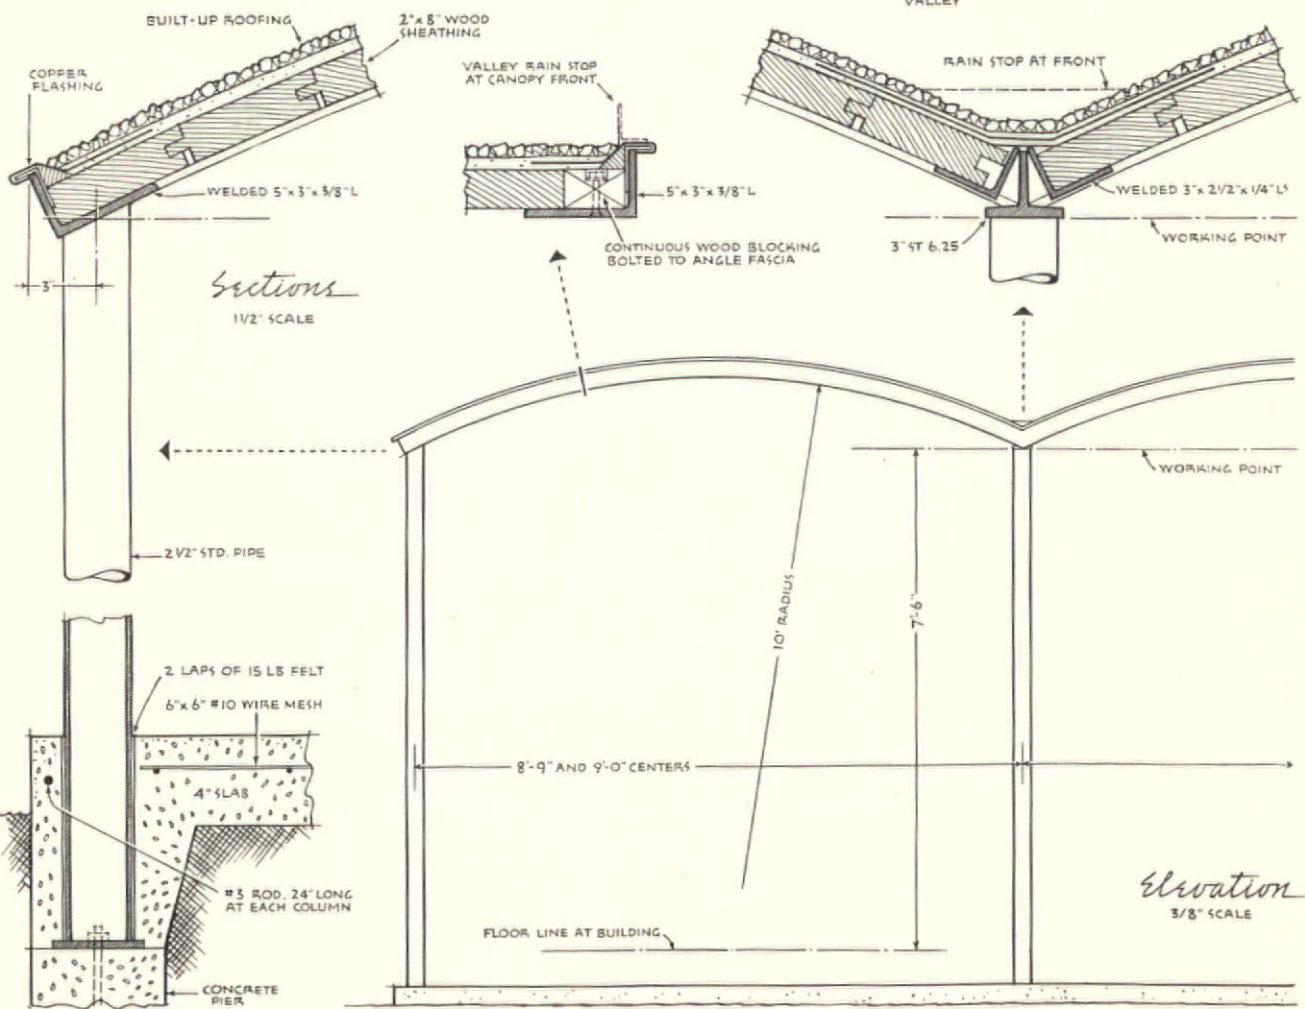 VALLEY
BUILT-UP ROOFING
2" x 8" WOOD
SHEATHING
COPPER
FLASHING
VALLEY RAIN STOP
AT CANOPY FRONT
RAIN STOP AT FRONT
WELDED 5" x 3" x 3/8" L
5" x 3" x 3/8" L
WELDED 3" x 2 1/2" x 1/4" LS
CONTINUOUS WOOD BLOCKING
BOLTED TO ANGLE FASCIA
3" ST 6.25
WORKING POINT
3"
Sections
1 1/2" SCALE
WORKING POINT
2 1/2" STD. PIPE
10' RADIUS
7'-6"
2 LAPS OF 15 LB FELT
6" x 6" #10 WIRE MESH
8'-9" AND 9'-0" CENTERS
4" SLAB
#3 ROD, 24" LONG
AT EACH COLUMN
Elevation
3/8" SCALE
FLOOR LINE AT BUILDING
CONCRETE
PIER